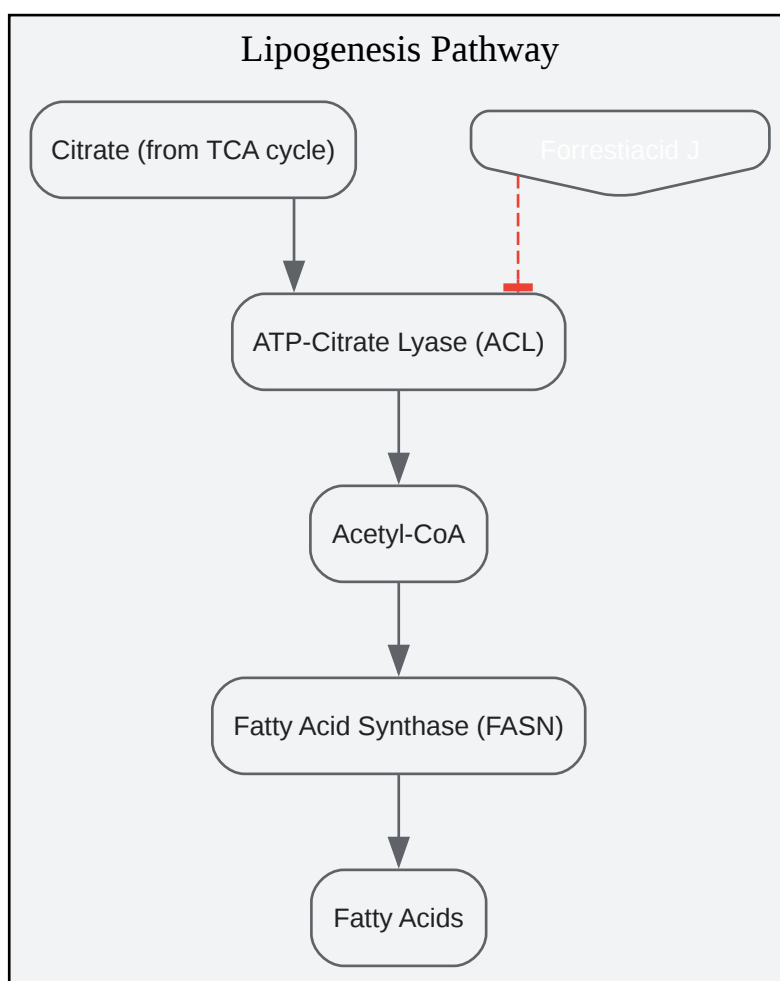 Lipogenesis Pathway
Citrate (from TCA cycle)
Forrestiacid J
ATP-Citrate Lyase (ACL)
Acetyl-CoA
Fatty Acid Synthase (FASN)
Fatty Acids